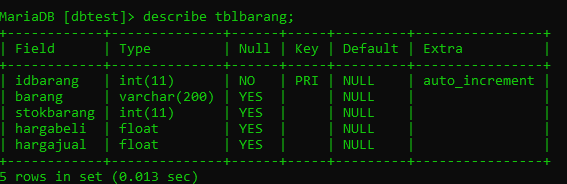 MariaDB [dbtest]> describe tblbarang;
+------------+--------------+------+-----+---------+----------------+
| Field      | Type         | Null | Key | Default | Extra          |
+------------+--------------+------+-----+---------+----------------+
| idbarang   | int(11)      | NO   | PRI | NULL    | auto_increment |
| barang     | varchar(200) | YES  |     | NULL    |                |
| stokbarang | int(11)      | YES  |     | NULL    |                |
| hargabeli  | float        | YES  |     | NULL    |                |
| hargajual  | float        | YES  |     | NULL    |                |
+------------+--------------+------+-----+---------+----------------+
5 rows in set (0.013 sec)